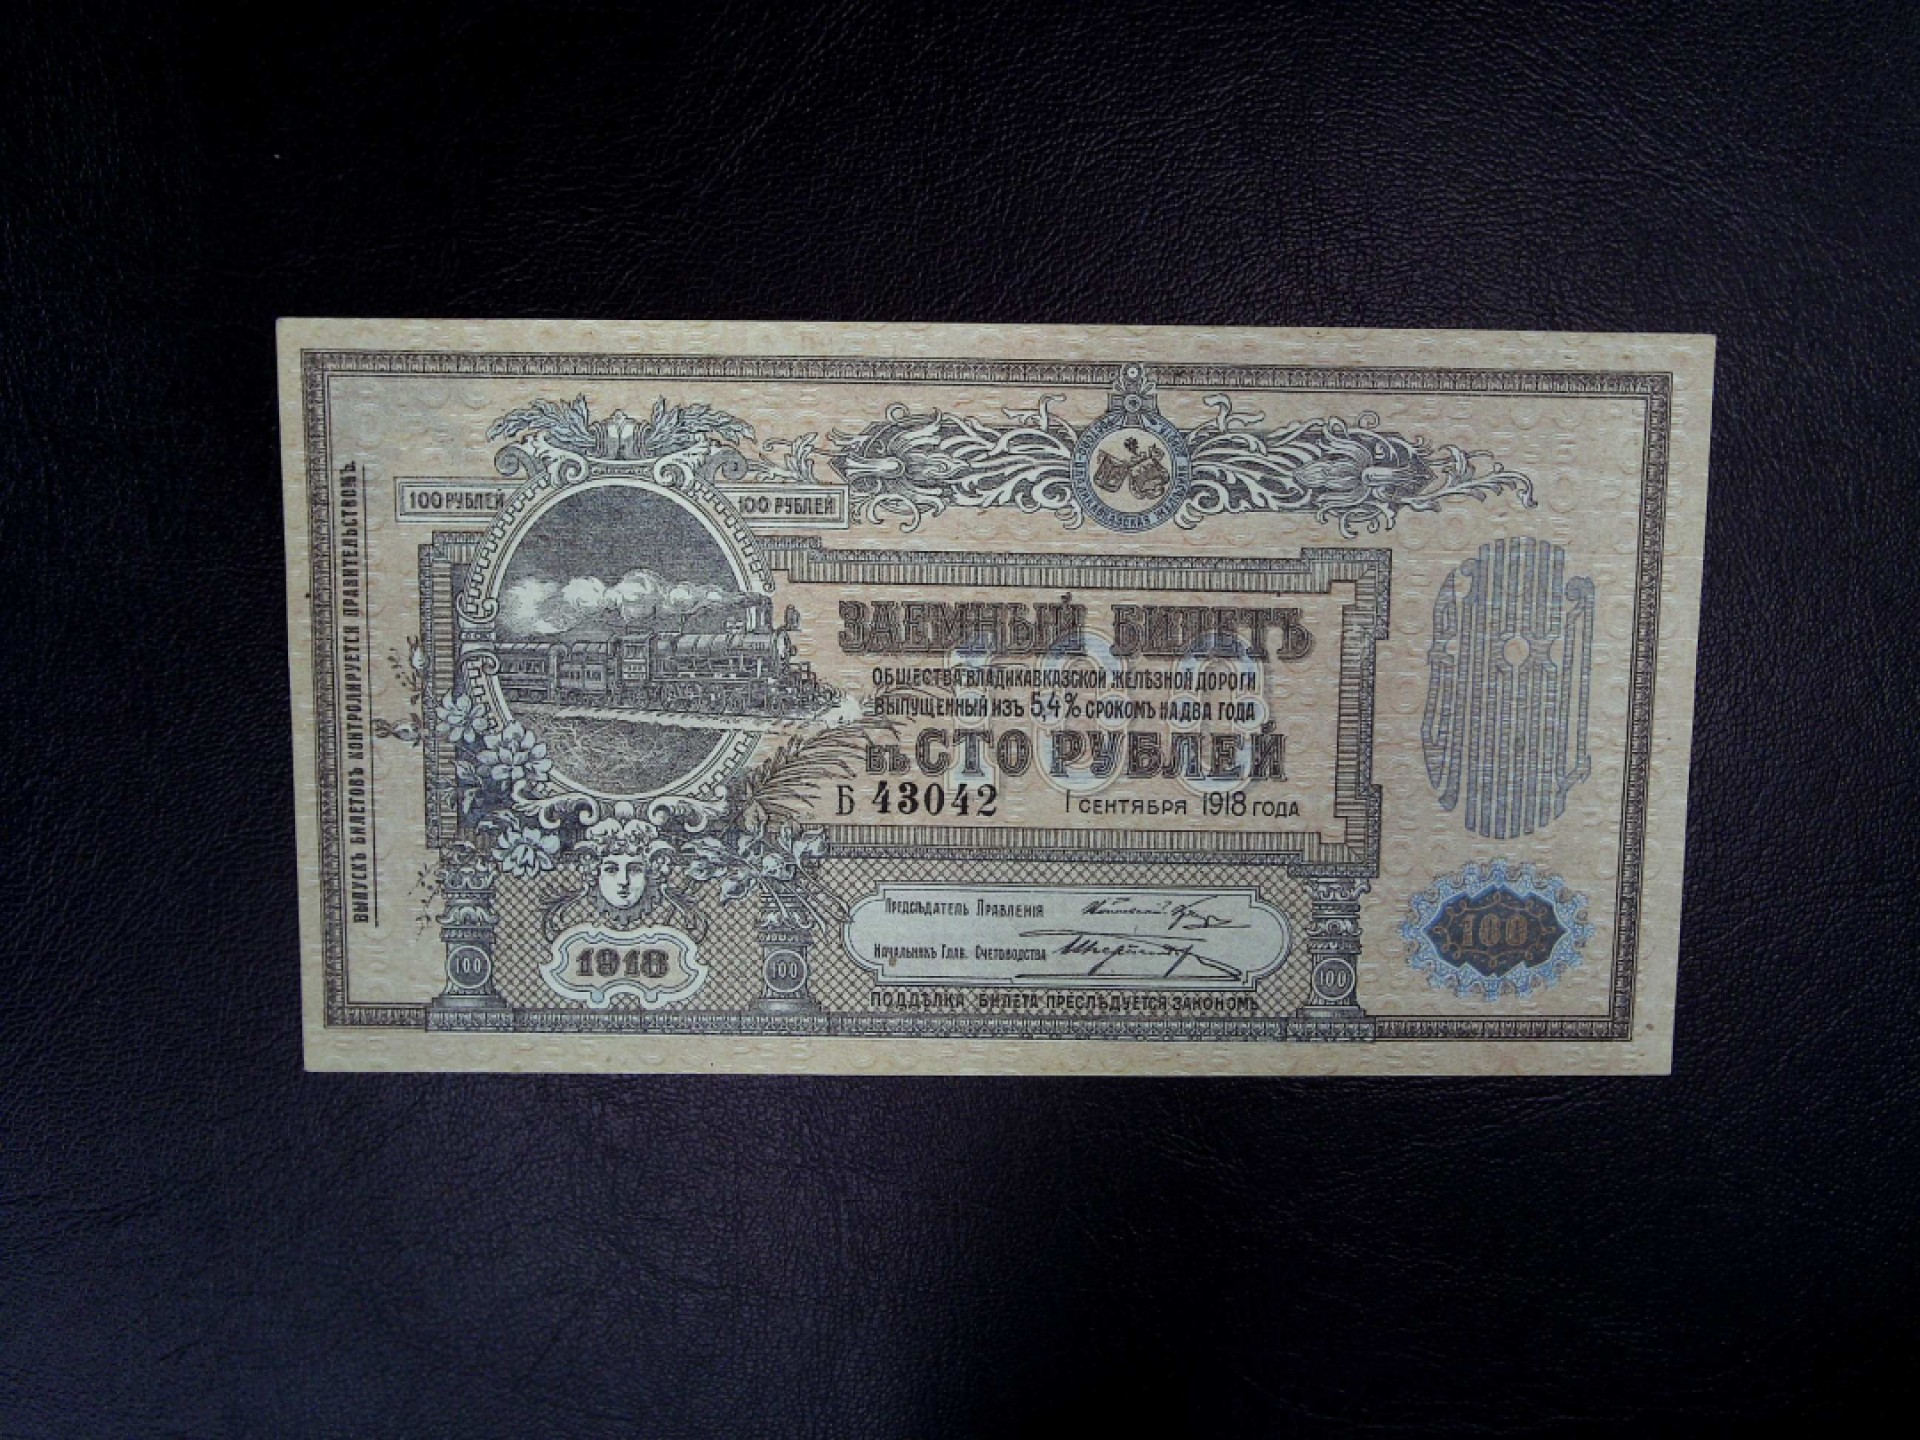 ВЫПУСКЪ БИЛЕТОВЪ КОНТРОЛИРУЕТСЯ ПРАВИТЕЛЬСТВОМЪ.
100 РУБЛЕЙ
100 РУБЛЕЙ
ЗАЕМНЫЙ БИЛЕТЪ
100
ОБЩЕСТВА ВЛАДИКАВКАЗСКОЙ ЖЕЛѢЗНОЙ ДОРОГИ
ВЫПУЩЕННЫЙ ИЗЪ 5,4% СРОКОМЪ НА ДВА ГОДА
ВЪ СТО РУБЛЕЙ
Б 43042 1 СЕНТЯБРЯ 1918 ГОДА
ПРЕДСѢДАТЕЛЬ ПРАВЛЕНІЯ
НАЧАЛЬНИКЪ ГЛАВ. СЧЕТОВОДСТВА
1918
100
100
100
100
ПОДДѢЛКА БИЛЕТА ПРЕСЛѢДУЕТСЯ ЗАКОНОМЪ